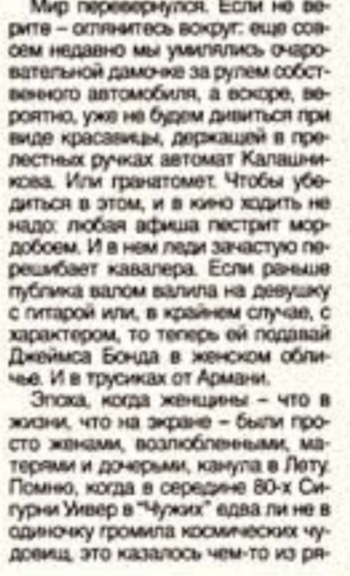 Мир перевернулся. Если не ве-
рите – оглянитесь вокруг: еще сов-
сем недавно мы умилялись очаро-
вательной дамочке за рулем собст-
венного автомобиля, а вскоре, ве-
роятно, уже не будем дивиться при
виде красавицы, держащей в пре-
лестных ручках автомат Калашни-
кова. Или гранатомет. Чтобы убе-
диться в этом, и в кино ходить не
надо: любая афиша пестрит мор-
добоем. И в нем леди зачастую пе-
решибает кавалера. Если раньше
публика валом валила на девушку
с гитарой или, в крайнем случае, с
характером, то теперь ей подавай
Джеймса Бонда в женском обли-
чье. И в трусиках от Армани.
Эпоха, когда женщины – что в
жизни, что на экране – были про-
сто женами, возлюбленными, ма-
терями и дочерьми, канула в Лету.
Помню, когда в середине 80-х Си-
гурни Уивер в "Чужих" едва ли не в
одиночку громила космических чу-
довищ, это казалось чем-то из ря-